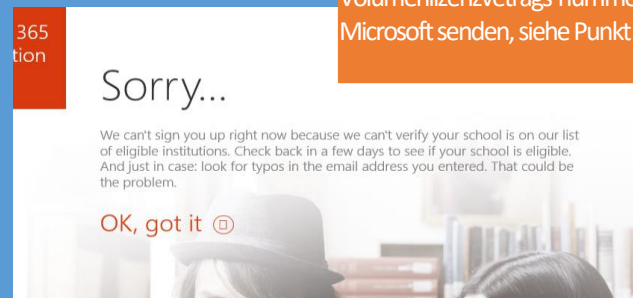 365
tion
Volumenlizenzvertrags
Microsoft senden, siehe Punkt
Sorry...
We can't sign you up right now because we can't verify your school is on our list
of eligible institutions. Check back in a few days to see if your school is eligible.
And just in case: look for typos in the email address you entered. That could be
the problem.
OK, got it